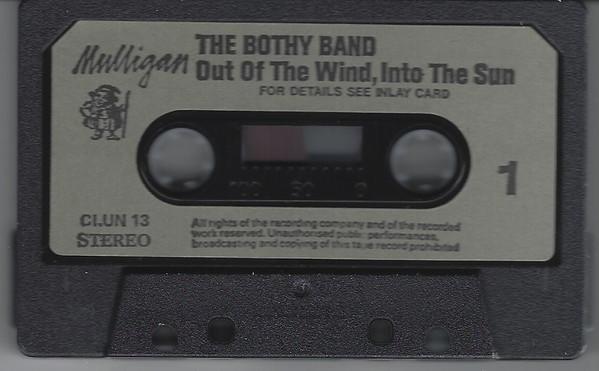 Mulligan
THE BOTHY BAND
Out Of The Wind, Into The Sun
FOR DETAILS SEE INLAY CARD
100 50 0
1
CLUN 13
STEREO
All rights of the recording company and of the recorded
work reserved. Unauthorised public performances,
broadcasting and copying of this tape record prohibited